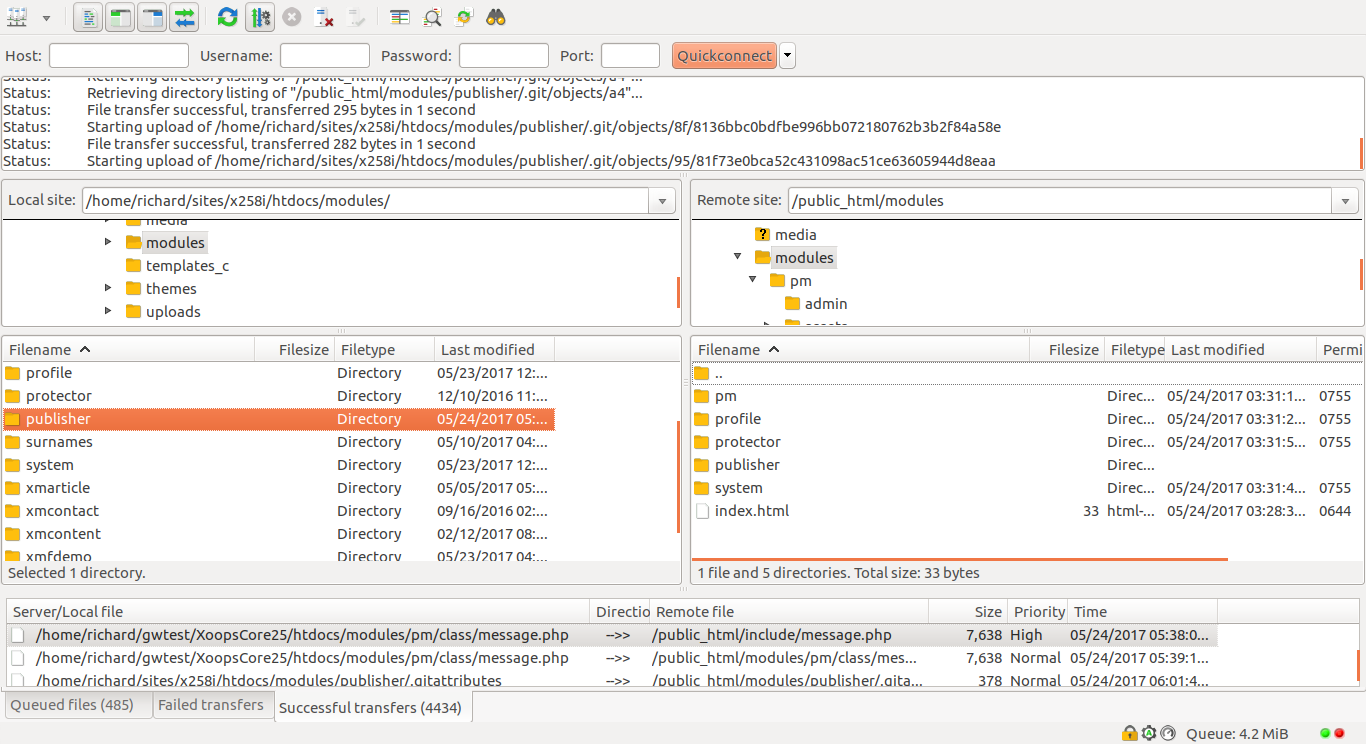 Host: Username: Password: Port: Quickconnect
Status: Retrieving directory listing of "/public_html/modules/publisher/.git/objects/a4"...
Status: Retrieving directory listing of "/public_html/modules/publisher/.git/objects/a4"...
Status: File transfer successful, transferred 295 bytes in 1 second
Status: Starting upload of /home/richard/sites/x258i/htdocs/modules/publisher/.git/objects/8f/8136bbc0bdfbe996bb072180762b3b2f84a58e
Status: File transfer successful, transferred 282 bytes in 1 second
Status: Starting upload of /home/richard/sites/x258i/htdocs/modules/publisher/.git/objects/95/81f73e0bca52c431098ac51ce63605944d8eaa
Local site: /home/richard/sites/x258i/htdocs/modules/
media
modules
templates_c
themes
uploads
Remote site: /public_html/modules
media
modules
pm
admin
assets
Filename Filesize Filetype Last modified
profile Directory 05/23/2017 12:...
protector Directory 12/10/2016 11:...
publisher Directory 05/24/2017 05:...
surnames Directory 05/10/2017 04:...
system Directory 05/23/2017 12:...
xmarticle Directory 05/05/2017 05:...
xmcontact Directory 09/16/2016 02:...
xmcontent Directory 02/12/2017 08:...
xmfdemo Directory 05/23/2017 04:...
Selected 1 directory.
Filename Filesize Filetype Last modified Permi
..
pm Direc... 05/24/2017 03:31:1... 0755
profile Direc... 05/24/2017 03:31:2... 0755
protector Direc... 05/24/2017 03:31:5... 0755
publisher Direc...
system Direc... 05/24/2017 03:31:4... 0755
index.html 33 html-... 05/24/2017 03:28:3... 0644
1 file and 5 directories. Total size: 33 bytes
Server/Local file Directio Remote file Size Priority Time
/home/richard/gwtest/XoopsCore25/htdocs/modules/pm/class/message.php -->> /public_html/include/message.php 7,638 High 05/24/2017 05:38:0...
/home/richard/gwtest/XoopsCore25/htdocs/modules/pm/class/message.php -->> /public_html/modules/pm/class/mes... 7,638 Normal 05/24/2017 05:39:1...
/home/richard/sites/x258i/htdocs/modules/publisher/.gitattributes -->> /public_html/modules/publisher/.gita... 378 Normal 05/24/2017 06:01:4...
Queued files (485) Failed transfers Successful transfers (4434)
Queue: 4.2 MiB